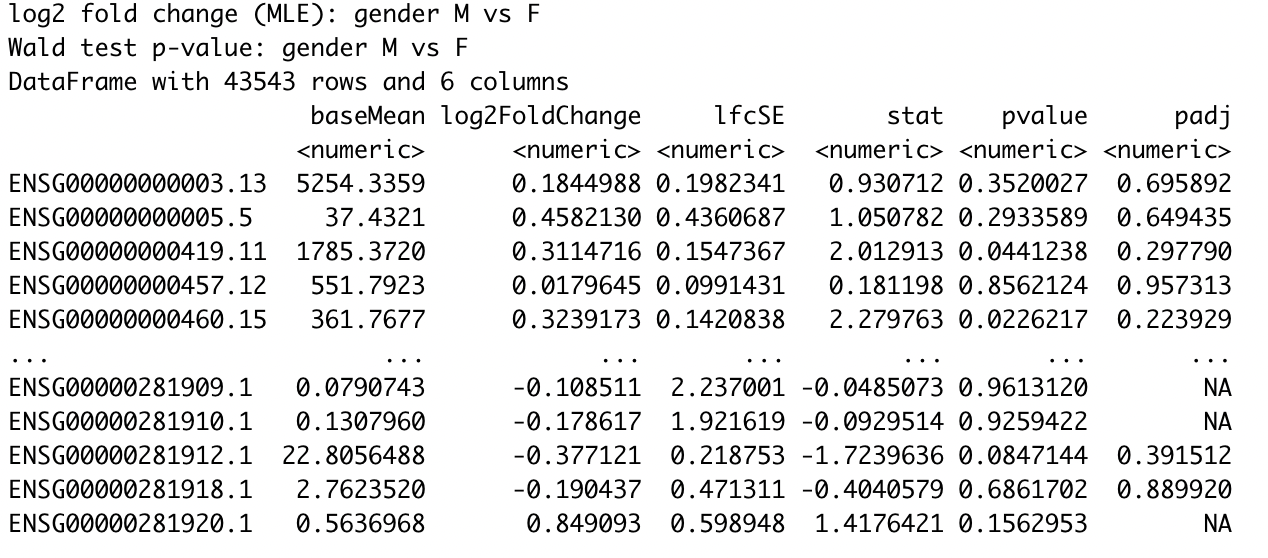 log2 fold change (MLE): gender M vs F
Wald test p-value: gender M vs F
DataFrame with 43543 rows and 6 columns
baseMean log2FoldChange lfcSE stat pvalue padj
<numeric> <numeric> <numeric> <numeric> <numeric> <numeric>
ENSG00000000003.13 5254.3359 0.1844988 0.1982341 0.930712 0.3520027 0.695892
ENSG00000000005.5 37.4321 0.4582130 0.4360687 1.050782 0.2933589 0.649435
ENSG00000000419.11 1785.3720 0.3114716 0.1547367 2.012913 0.0441238 0.297790
ENSG00000000457.12 551.7923 0.0179645 0.0991431 0.181198 0.8562124 0.957313
ENSG00000000460.15 361.7677 0.3239173 0.1420838 2.279763 0.0226217 0.223929
... ... ... ... ... ... ...
ENSG00000281909.1 0.0790743 -0.108511 2.237001 -0.0485073 0.9613120 NA
ENSG00000281910.1 0.1307960 -0.178617 1.921619 -0.0929514 0.9259422 NA
ENSG00000281912.1 22.8056488 -0.377121 0.218753 -1.7239636 0.0847144 0.391512
ENSG00000281918.1 2.7623520 -0.190437 0.471311 -0.4040579 0.6861702 0.889920
ENSG00000281920.1 0.5636968 0.849093 0.598948 1.4176421 0.1562953 NA